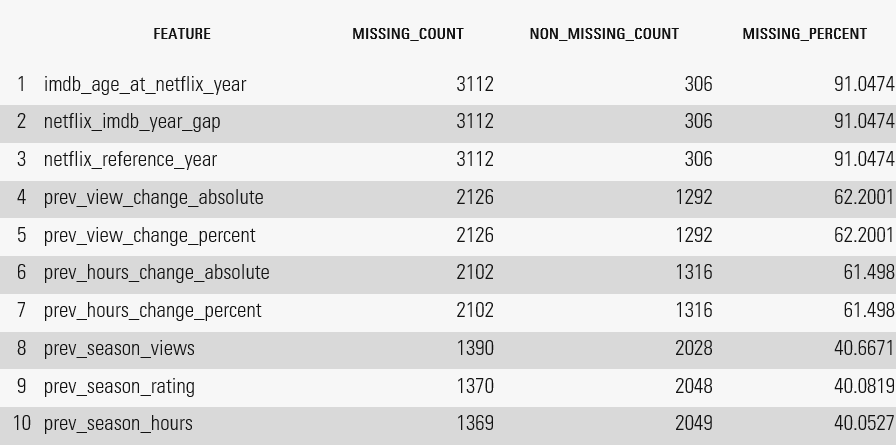 FEATURE MISSING_COUNT NON_MISSING_COUNT MISSING_PERCENT
1 imdb_age_at_netflix_year 3112 306 91.0474
2 netflix_imdb_year_gap 3112 306 91.0474
3 netflix_reference_year 3112 306 91.0474
4 prev_view_change_absolute 2126 1292 62.2001
5 prev_view_change_percent 2126 1292 62.2001
6 prev_hours_change_absolute 2102 1316 61.498
7 prev_hours_change_percent 2102 1316 61.498
8 prev_season_views 1390 2028 40.6671
9 prev_season_rating 1370 2048 40.0819
10 prev_season_hours 1369 2049 40.0527